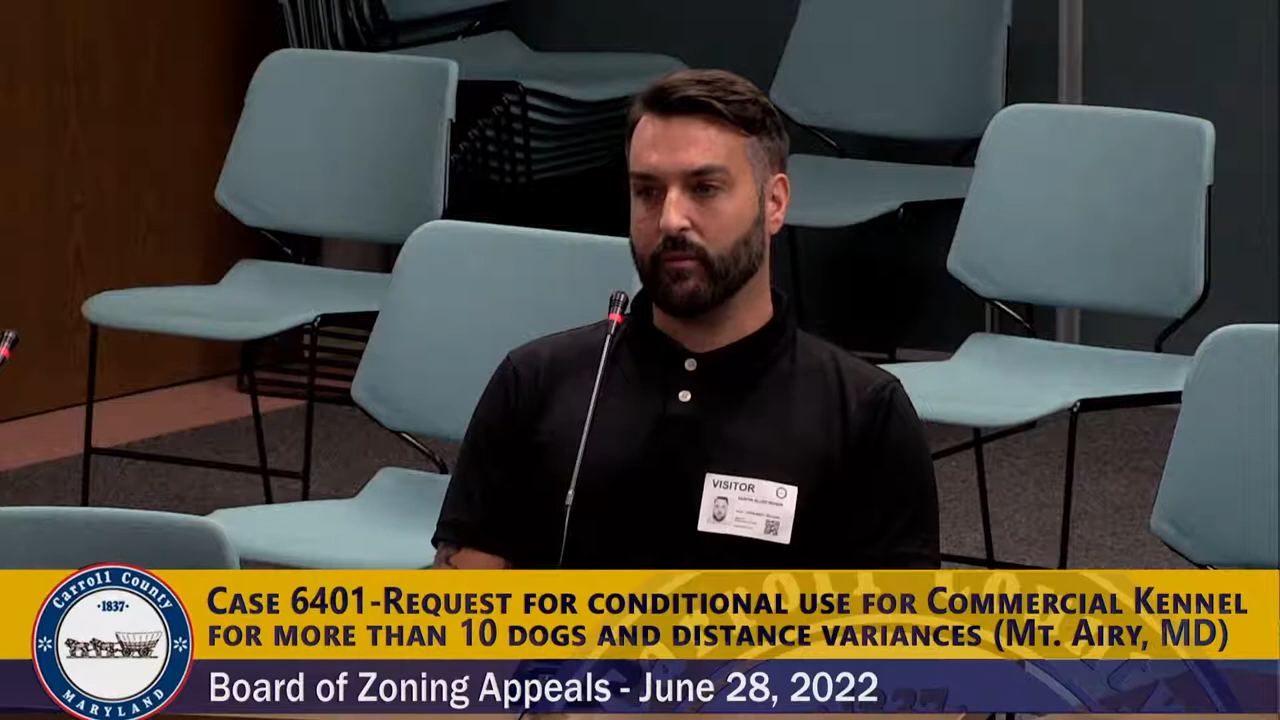 VISITOR
Carroll County
·1837·
MARYLAND
CASE 6401-REQUEST FOR CONDITIONAL USE FOR COMMERCIAL KENNEL
FOR MORE THAN 10 DOGS AND DISTANCE VARIANCES (MT. AIRY, MD)
Board of Zoning Appeals - June 28, 2022